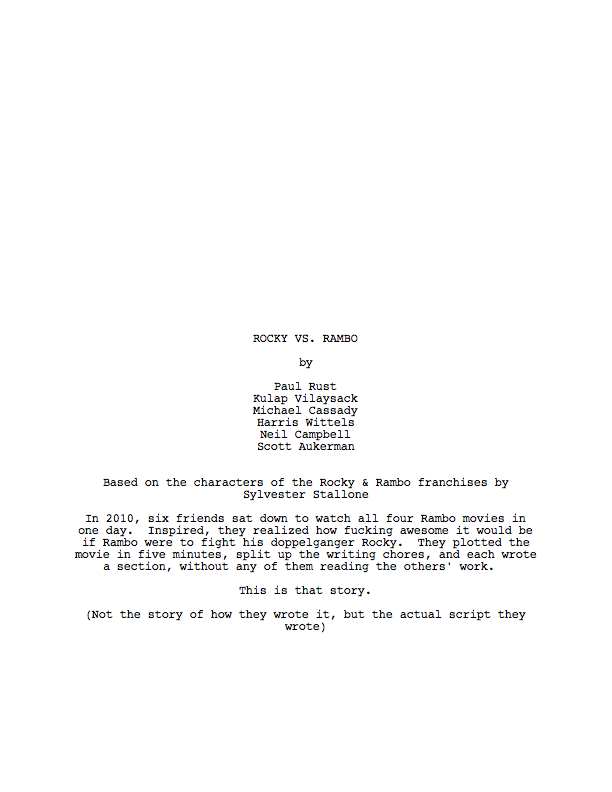 ROCKY VS. RAMBO
by
Paul Rust
Kulap Vilaysack
Michael Cassady
Harris Wittels
Neil Campbell
Scott Aukerman
Based on the characters of the Rocky & Rambo franchises by
Sylvester Stallone
In 2010, six friends sat down to watch all four Rambo movies in
one day.  Inspired, they realized how fucking awesome it would be
if Rambo were to fight his doppelganger Rocky.  They plotted the
movie in five minutes, split up the writing chores, and each wrote
a section, without any of them reading the others' work.
This is that story.
(Not the story of how they wrote it, but the actual script they
wrote)